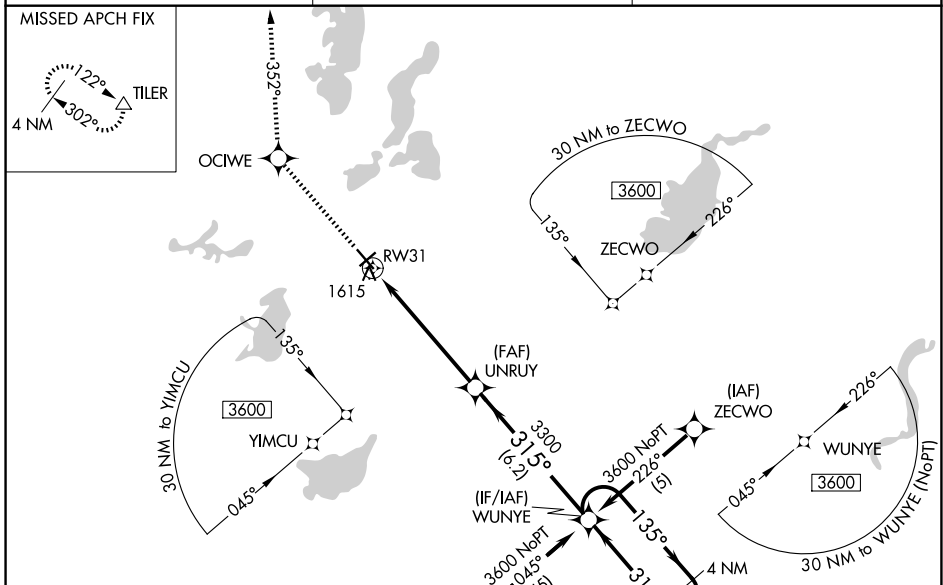 MISSED APCH FIX
122°
TILER
302°
4 NM
352°
OCIWE
RW31
1615
30 NM to ZECWO
3600
135°
226°
ZECWO
30 NM to YIMCU
135°
3600
YIMCU
045°
(FAF)
UNRUY
3300
315°
(6.2)
(IAF)
ZECWO
3600 NoPT
226°
(5)
(IF/IAF)
WUNYE
135°
4 NM
3600 NoPT
045°
226°
WUNYE
045°
3600
30 NM to WUNYE (NoPT)